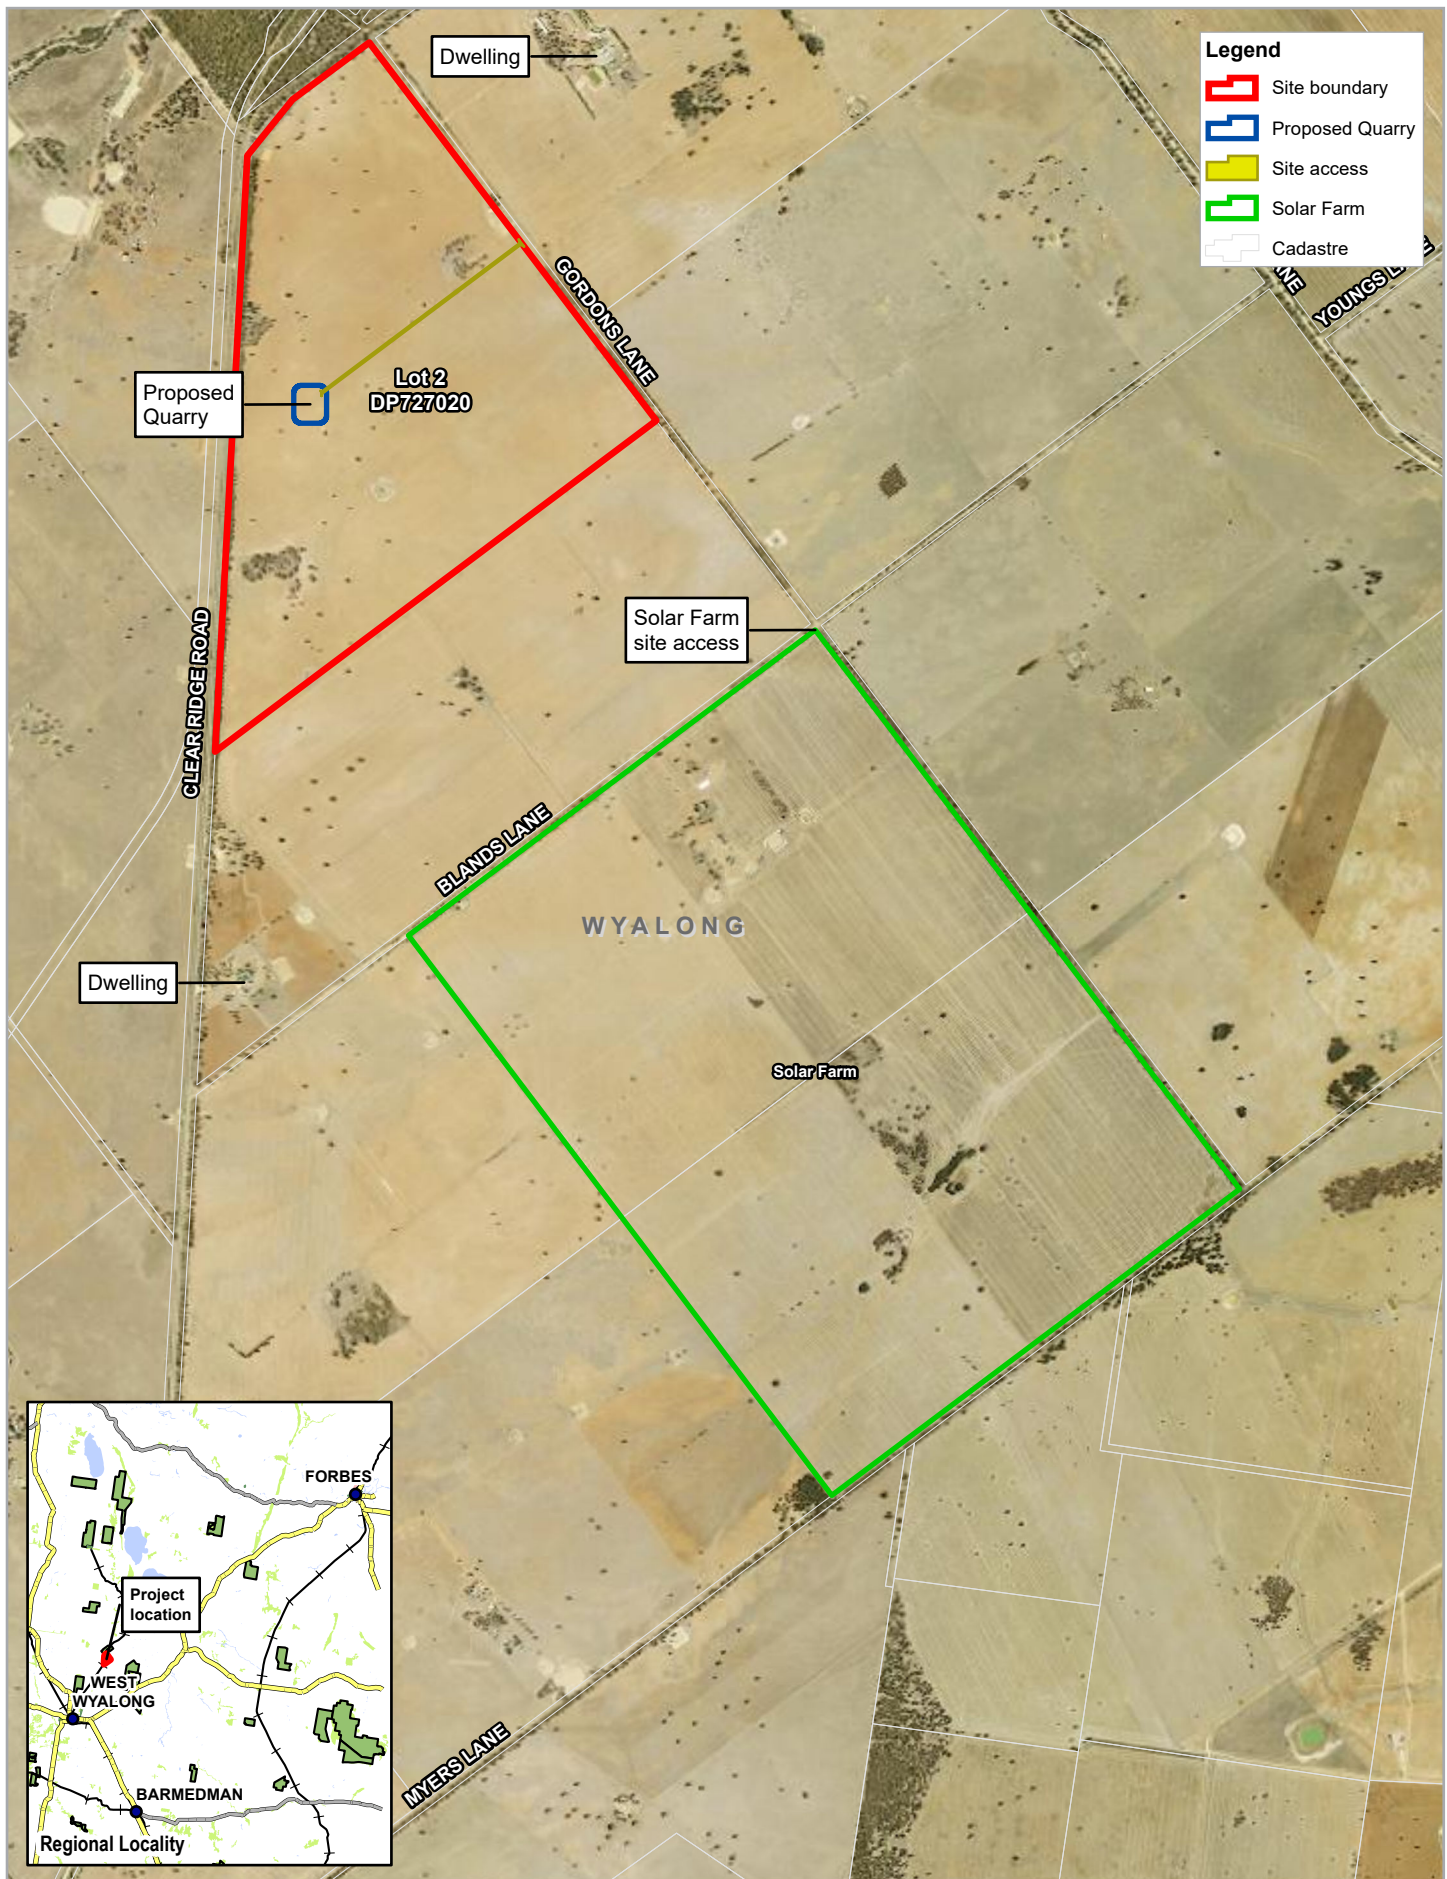 Dwelling
Legend
Site boundary
Proposed Quarry
Site access
Solar Farm
Cadastre
YOUNGS
GORDONS LANE
Proposed
Quarry
Lot 2
DP727020
Solar Farm
site access
CLEAR RIDGE ROAD
BLANDS LANE
WYALONG
Dwelling
Solar Farm
MYERS LANE
FORBES
Project
location
WEST
WYALONG
BARMEDMAN
Regional Locality